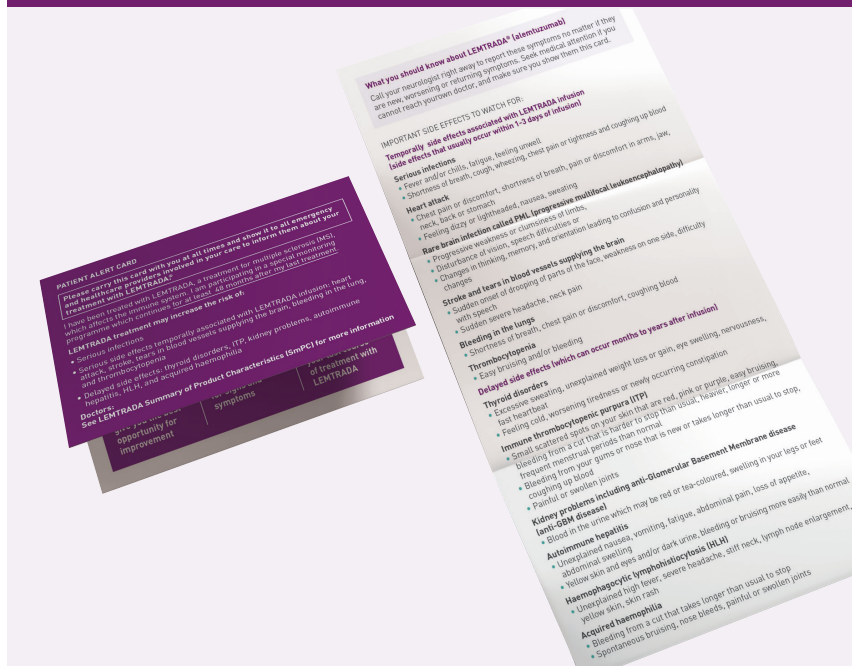 PATIENT ALERT CARD
Please carry this card with you at all times and show it to all emergency
and healthcare providers involved in your care to inform them about your
treatment with LEMTRADA®
I have been treated with LEMTRADA, a treatment for multiple sclerosis (MS),
which affects the immune system. I am participating in a special monitoring
programme which continues for at least 48 months after my last treatment.
LEMTRADA treatment may increase the risk of:
• Serious infections
• Serious side effects temporally associated with LEMTRADA infusion: heart
attack, stroke, tears in blood vessels supplying the brain, bleeding in the lung,
and thrombocytopenia
• Delayed side effects: thyroid disorders, ITP, kidney problems, autoimmune
hepatitis, HLH, and acquired haemophilia
Doctors:
See LEMTRADA Summary of Product Characteristics (SmPC) for more information
opportunity for
improvement
symptoms
of treatment with
LEMTRADA
What you should know about LEMTRADA® (alemtuzumab)
Call your neurologist right away to report these symptoms no matter if they
are new, worsening or returning symptoms. Seek medical attention if you
cannot reach yourown doctor, and make sure you show them this card.
IMPORTANT SIDE EFFECTS TO WATCH FOR:
Temporally side effects associated with LEMTRADA infusion
(side effects that usually occur within 1-3 days of infusion)
Serious infections
• Fever and/or chills, fatigue, feeling unwell
• Shortness of breath, cough, wheezing, chest pain or tightness and coughing up blood
Heart attack
• Chest pain or discomfort, shortness of breath, pain or discomfort in arms, jaw,
neck, back or stomach
• Feeling dizzy or lightheaded, nausea, sweating
Rare brain infection called PML (progressive multifocal leukoencephalopathy)
• Progressive weakness or clumsiness of limbs,
• Disturbance of vision, speech difficulties or
• Changes in thinking, memory, and orientation leading to confusion and personality
changes
Stroke and tears in blood vessels supplying the brain
• Sudden onset of drooping of parts of the face, weakness on one side, difficulty
with speech
• Sudden severe headache, neck pain
Bleeding in the lungs
• Shortness of breath, chest pain or discomfort, coughing blood
Thrombocytopenia
• Easy bruising and/or bleeding
Delayed side effects (which can occur months to years after infusion)
Thyroid disorders
• Excessive sweating, unexplained weight loss or gain, eye swelling, nervousness,
fast heartbeat
• Feeling cold, worsening tiredness or newly occurring constipation
Immune thrombocytopenic purpura (ITP)
• Small scattered spots on your skin that are red, pink or purple, easy bruising,
bleeding from a cut that is harder to stop than usual, heavier, longer or more
frequent menstrual periods than normal
• Bleeding from your gums or nose that is new or takes longer than usual to stop,
coughing up blood
• Painful or swollen joints
Kidney problems including anti-Glomerular Basement Membrane disease
(anti-GBM disease)
• Blood in the urine which may be red or tea-coloured, swelling in your legs or feet
Autoimmune hepatitis
• Unexplained nausea, vomiting, fatigue, abdominal pain, loss of appetite,
abdominal swelling
• Yellow skin and eyes and/or dark urine, bleeding or bruising more easily than normal
Haemophagocytic lymphohistiocytosis (HLH)
• Unexplained high fever, severe headache, stiff neck, lymph node enlargement,
yellow skin, skin rash
Acquired haemophilia
• Bleeding from a cut that takes longer than usual to stop
• Spontaneous bruising, nose bleeds, painful or swollen joints